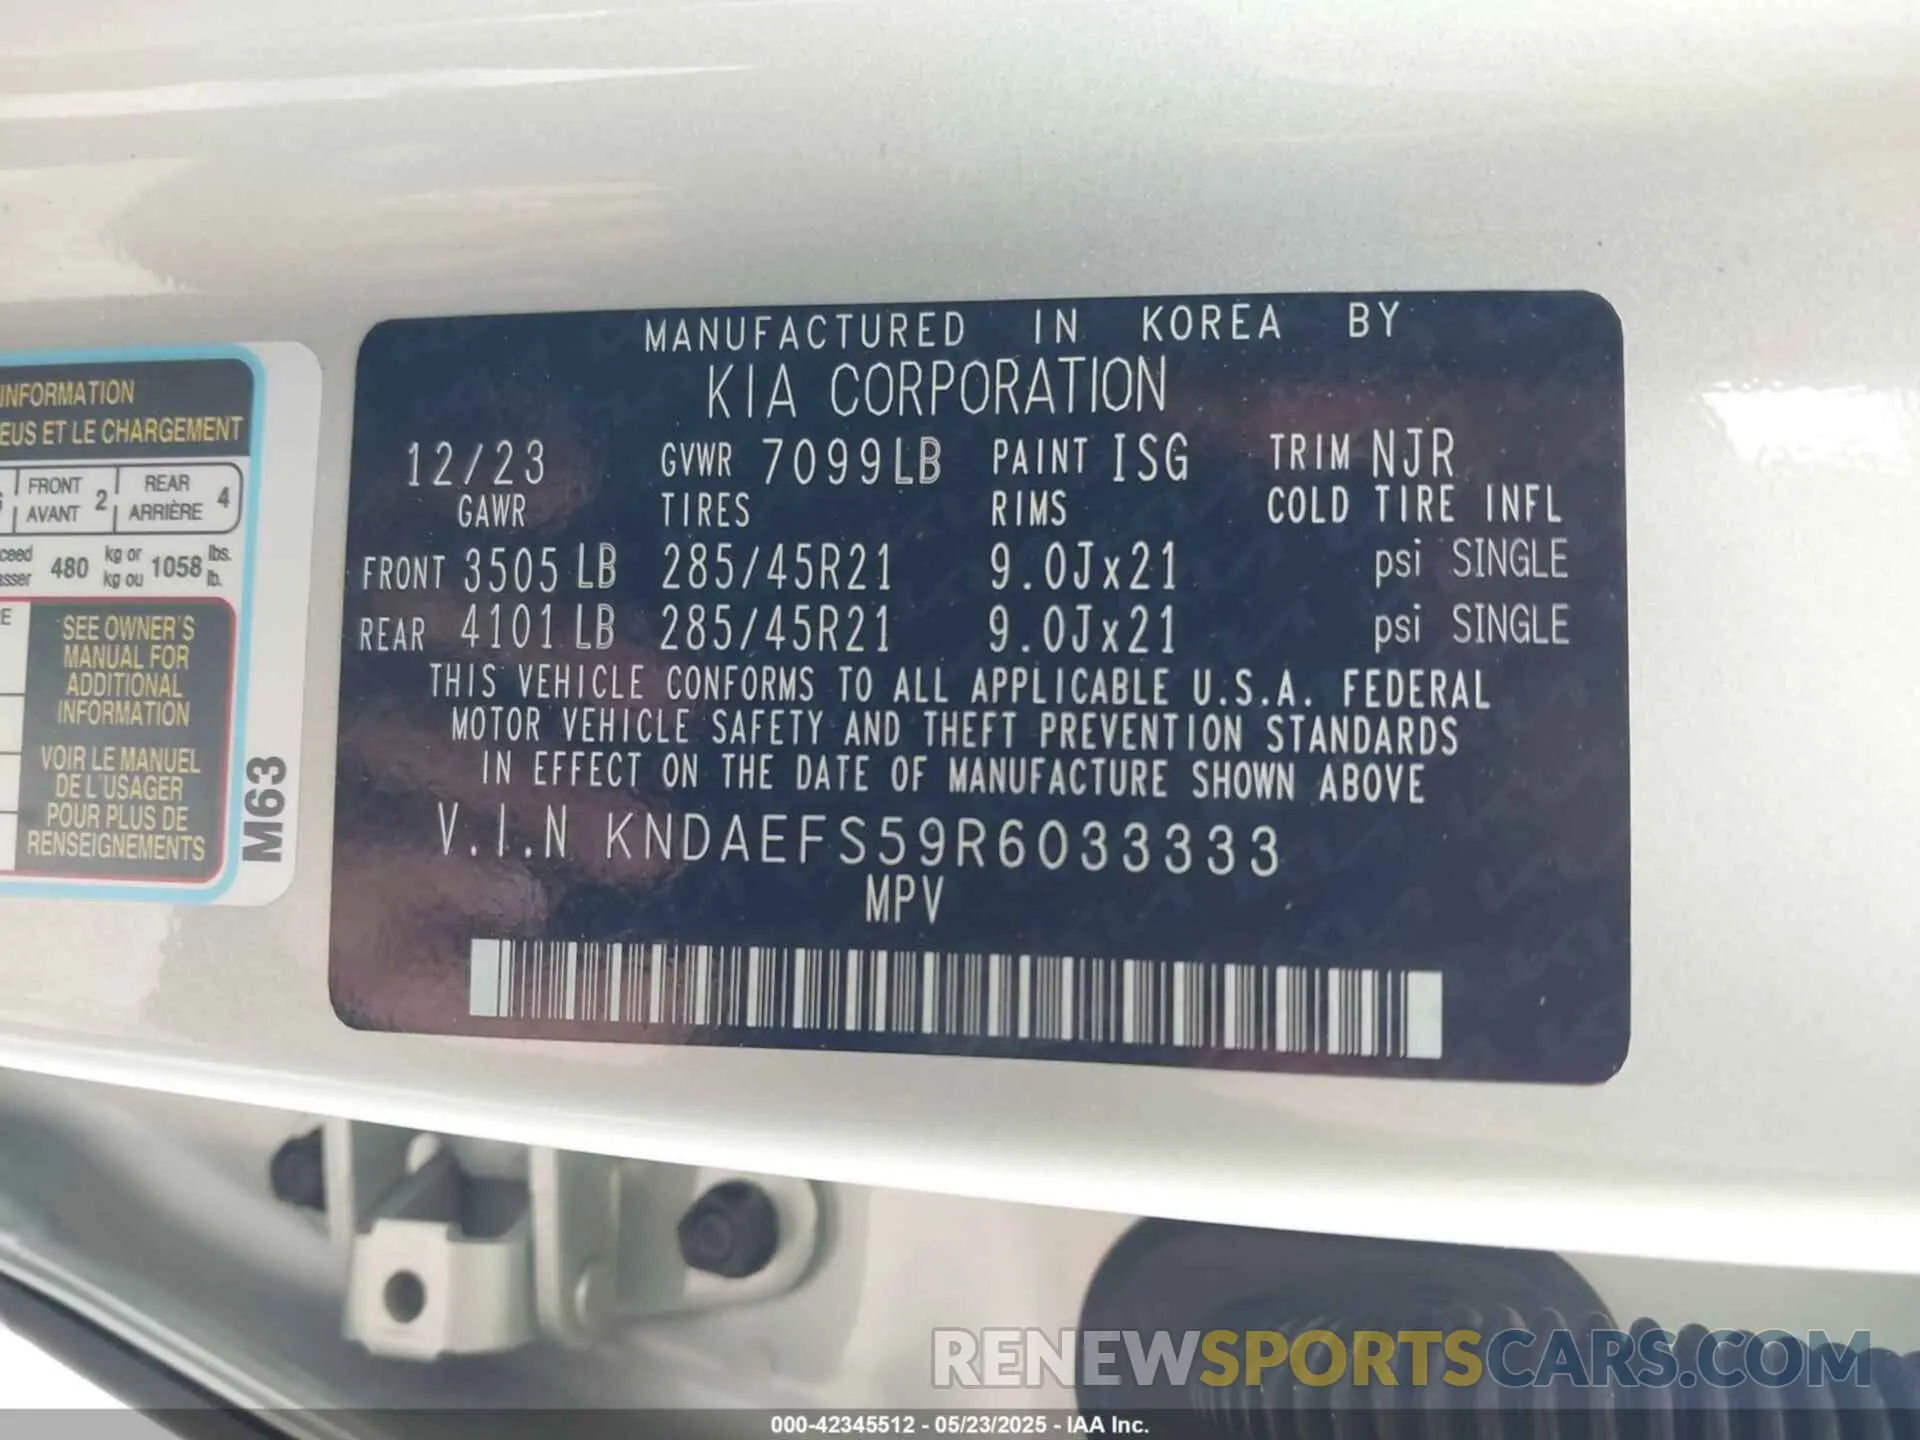 INFORMATION
EUS ET LE CHARGEMENT
FRONT AVANT 2 REAR ARRIÈRE 4
ceed kg or lbs.
asser 480 kg ou 1058 lb.
E
SEE OWNER'S
MANUAL FOR
ADDITIONAL
INFORMATION
VOIR LE MANUEL
DE L'USAGER
POUR PLUS DE
RENSEIGNEMENTS
M63
MANUFACTURED IN KOREA BY
KIA CORPORATION
12/23 GVWR 7099LB PAINT ISG TRIM NJR
GAWR TIRES RIMS COLD TIRE INFL
FRONT 3505 LB 285/45R21 9.0Jx21 psi SINGLE
REAR 4101 LB 285/45R21 9.0Jx21 psi SINGLE
THIS VEHICLE CONFORMS TO ALL APPLICABLE U.S.A. FEDERAL
MOTOR VEHICLE SAFETY AND THEFT PREVENTION STANDARDS
IN EFFECT ON THE DATE OF MANUFACTURE SHOWN ABOVE
V.I.N KNDAEFS59R6033333
MPV
RENEWSPORTSCARS.COM
000-42345512 - 05/23/2025 - IAA Inc.